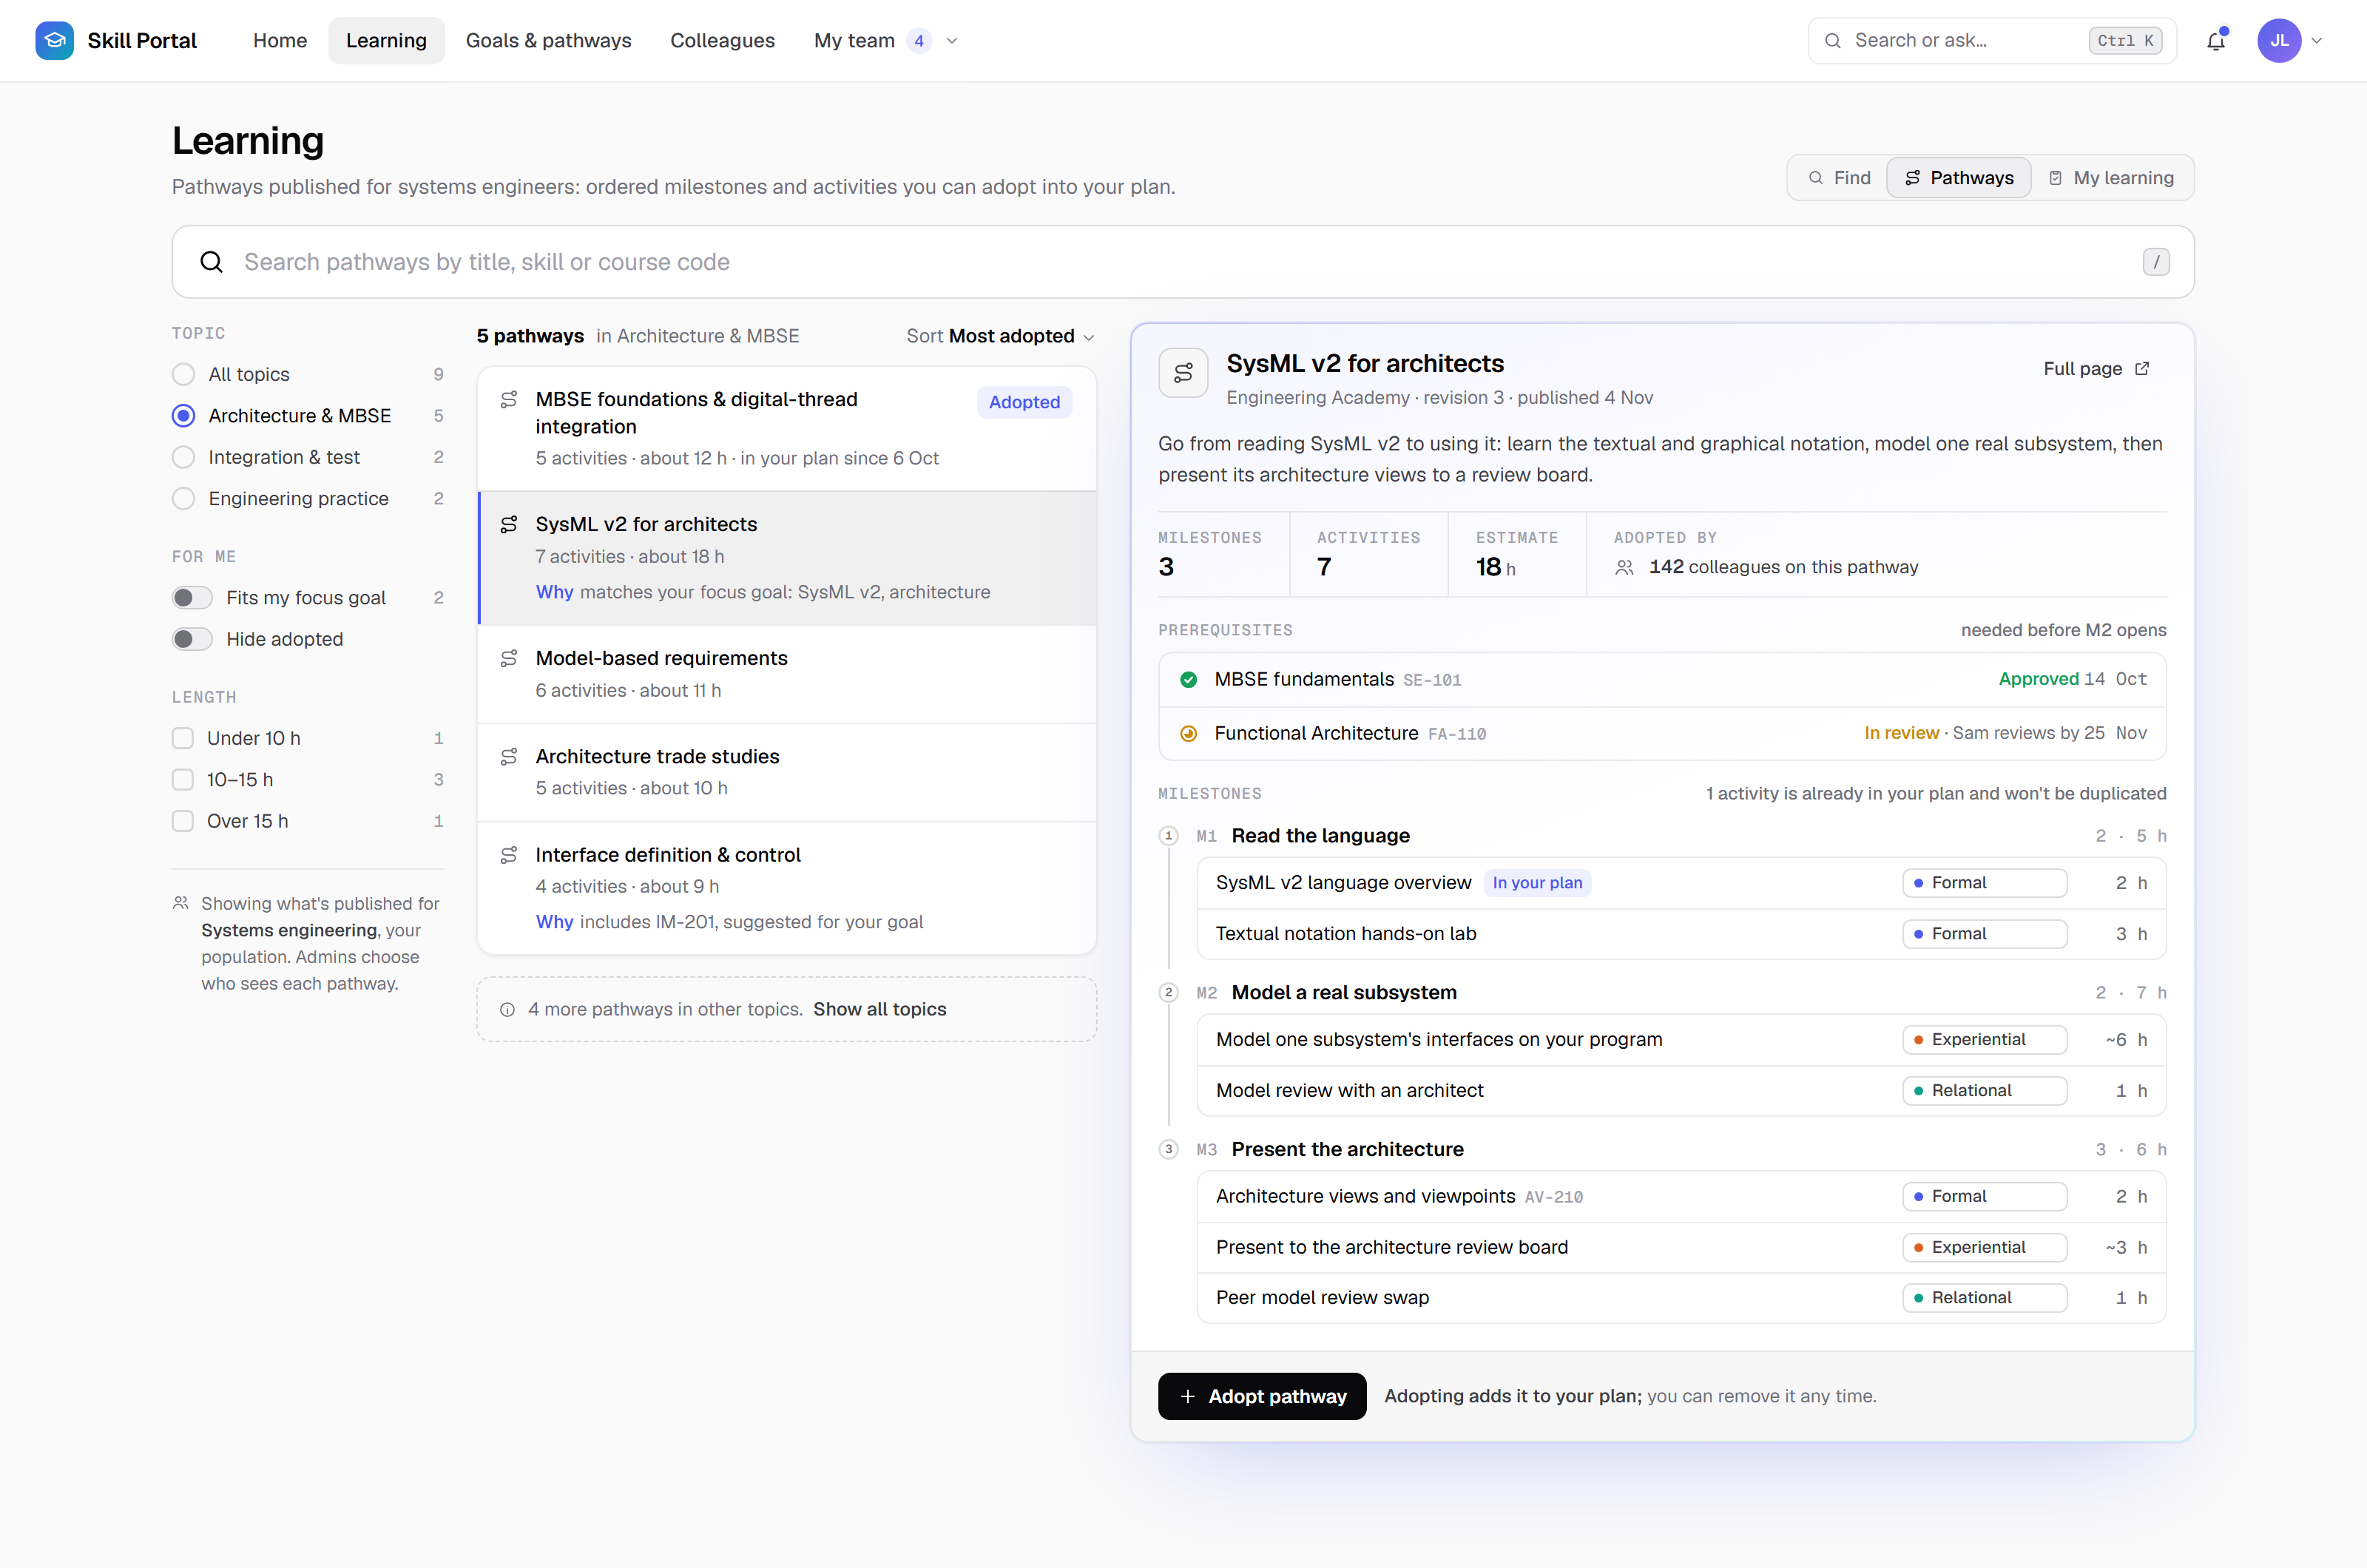 Skill Portal
Home
Learning
Goals & pathways
Colleagues
My team 4
Search or ask...
Ctrl K
JL
Learning
Pathways published for systems engineers: ordered milestones and activities you can adopt into your plan.
Find
Pathways
My learning
Search pathways by title, skill or course code
/
TOPIC
All topics 9
Architecture & MBSE 5
Integration & test 2
Engineering practice 2
FOR ME
Fits my focus goal 2
Hide adopted
LENGTH
Under 10 h 1
10–15 h 3
Over 15 h 1
Showing what's published for
Systems engineering, your
population. Admins choose
who sees each pathway.
5 pathways in Architecture & MBSE
Sort Most adopted
MBSE foundations & digital-thread
integration
Adopted
5 activities · about 12 h · in your plan since 6 Oct
SysML v2 for architects
7 activities · about 18 h
Why matches your focus goal: SysML v2, architecture
Model-based requirements
6 activities · about 11 h
Architecture trade studies
5 activities · about 10 h
Interface definition & control
4 activities · about 9 h
Why includes IM-201, suggested for your goal
4 more pathways in other topics. Show all topics
SysML v2 for architects
Full page
Engineering Academy · revision 3 · published 4 Nov
Go from reading SysML v2 to using it: learn the textual and graphical notation, model one real subsystem, then
present its architecture views to a review board.
MILESTONES
3
ACTIVITIES
7
ESTIMATE
18 h
ADOPTED BY
142 colleagues on this pathway
PREREQUISITES
needed before M2 opens
MBSE fundamentals SE-101
Approved 14 Oct
Functional Architecture FA-110
In review · Sam reviews by 25 Nov
MILESTONES
1 activity is already in your plan and won't be duplicated
1 M1 Read the language 2 · 5 h
SysML v2 language overview In your plan Formal 2 h
Textual notation hands-on lab Formal 3 h
2 M2 Model a real subsystem 2 · 7 h
Model one subsystem's interfaces on your program Experiential ~6 h
Model review with an architect Relational 1 h
3 M3 Present the architecture 3 · 6 h
Architecture views and viewpoints AV-210 Formal 2 h
Present to the architecture review board Experiential ~3 h
Peer model review swap Relational 1 h
Adopt pathway
Adopting adds it to your plan; you can remove it any time.